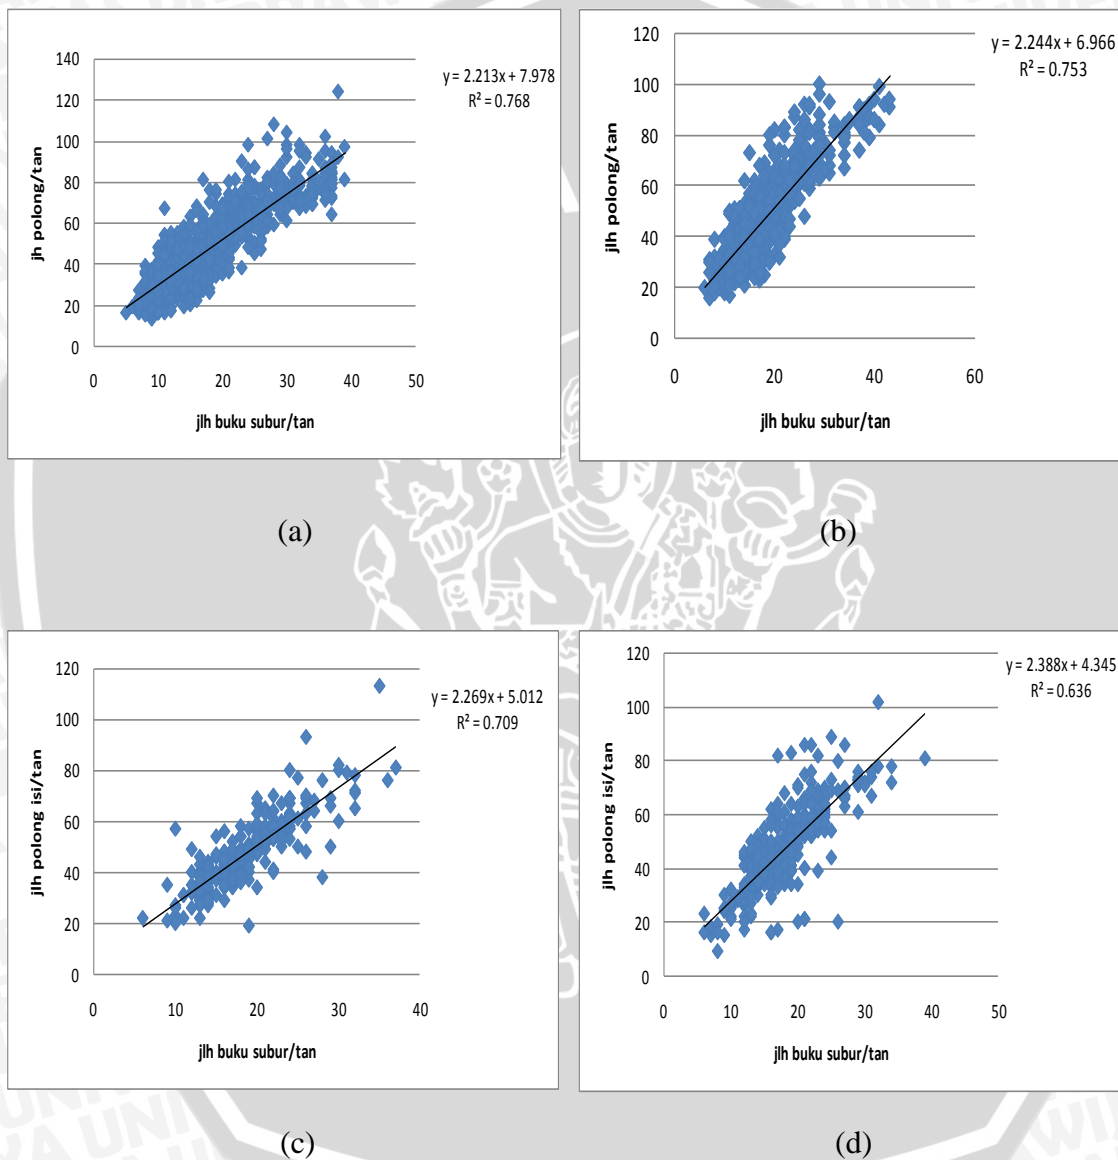 y = 2.213x + 7.978
R² = 0.768
140
120
100
80
60
40
20
0
0 10 20 30 40 50
jh polong/tan
jlh buku subur/tan
(a)
y = 2.244x + 6.966
R² = 0.753
120
100
80
60
40
20
0
0 20 40 60
jlh polong/tan
jlh buku subur/tan
(b)
y = 2.269x + 5.012
R² = 0.709
120
100
80
60
40
20
0
0 10 20 30 40
jlh polong isi/tan
jlh buku subur/tan
(c)
y = 2.388x + 4.345
R² = 0.636
120
100
80
60
40
20
0
0 10 20 30 40 50
jlh polong isi/tan
jlh buku subur/tan
(d)